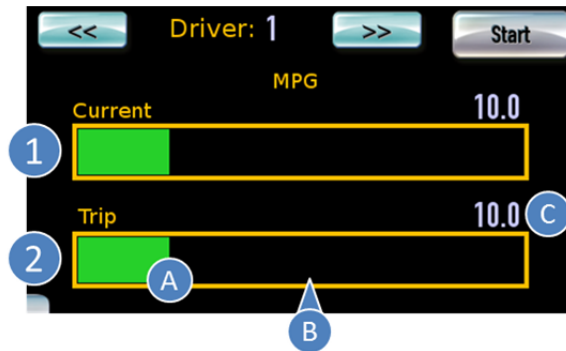 << Driver: 1 >> Start
MPG
Current 10.0
1
Trip 10.0 C
2
A
B